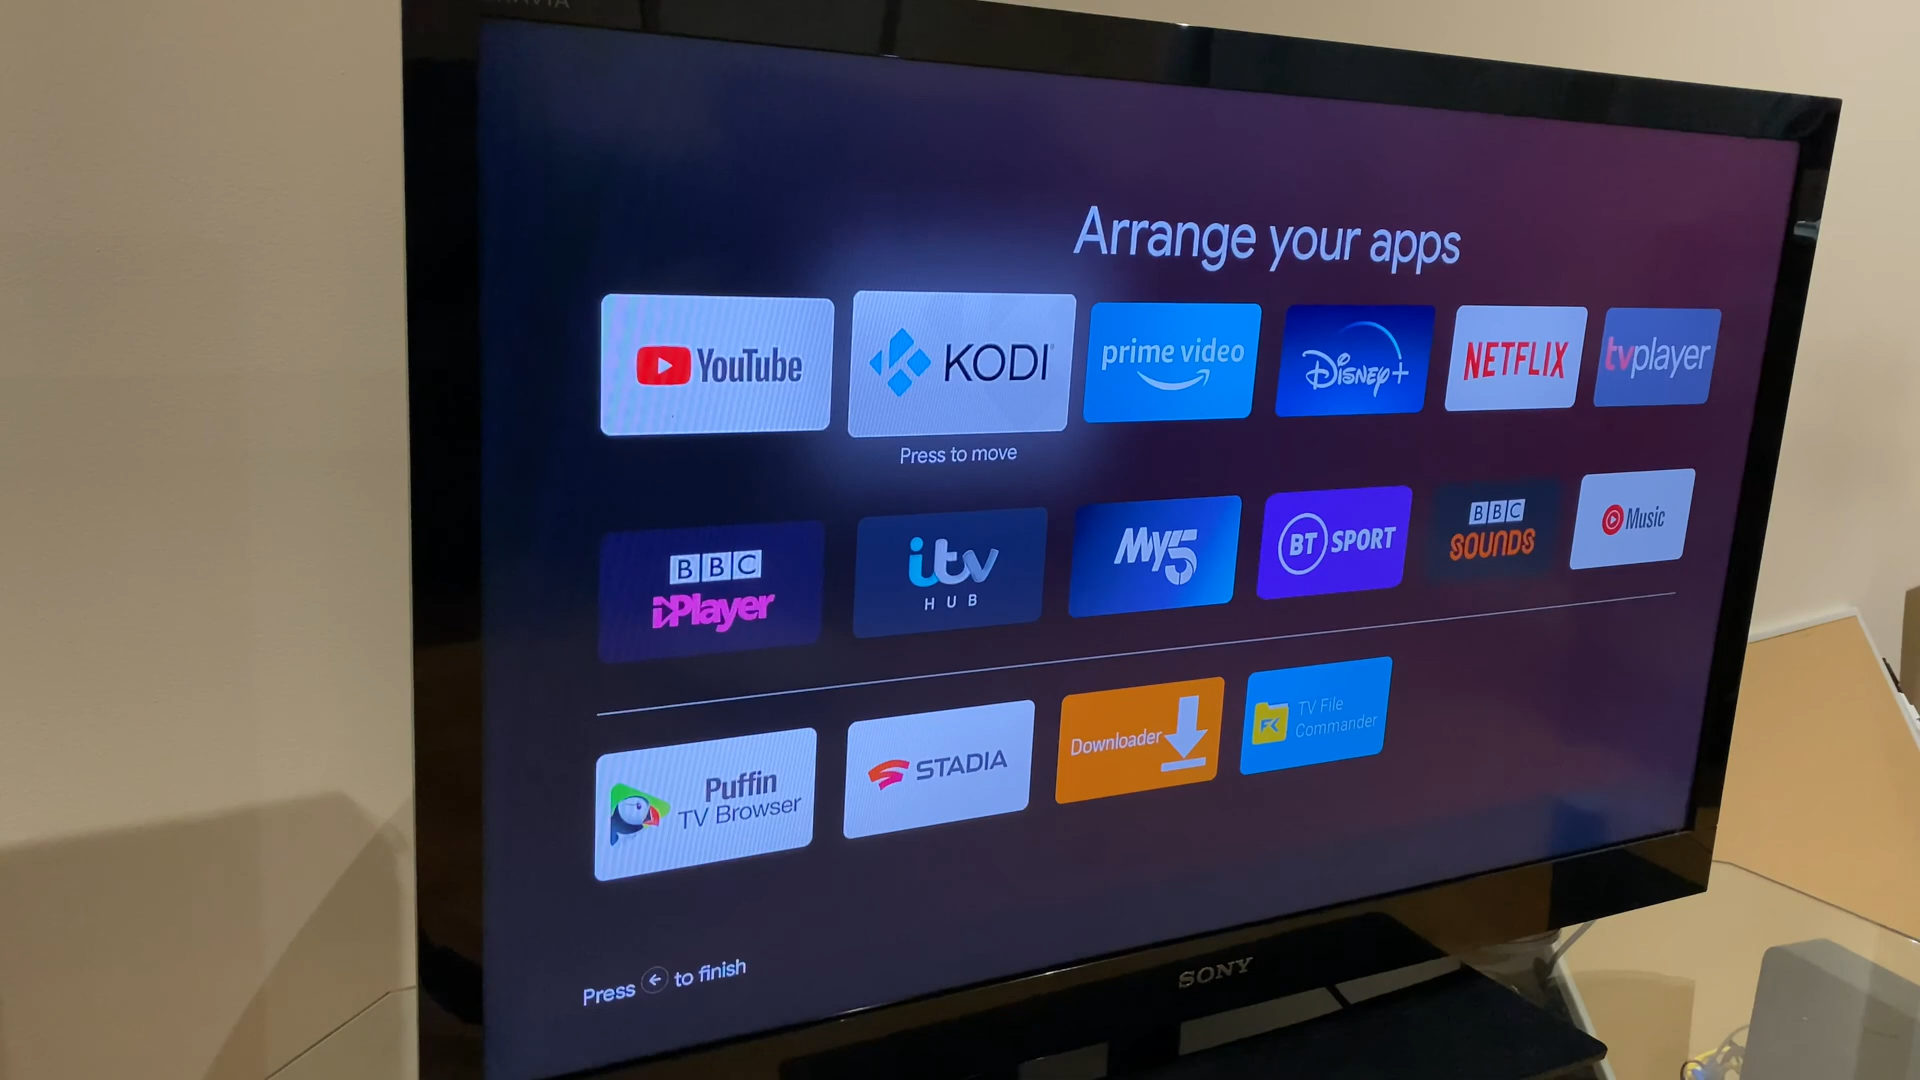 Arrange your apps
YouTube
KODI
prime video
Disney+
NETFLIX
tvplayer
Press to move
BBC
iPlayer
itv
HUB
My5
BT SPORT
BBC
SOUNDS
Music
Puffin
TV Browser
STADIA
Downloader
TV File
Commander
Press ← to finish
SONY